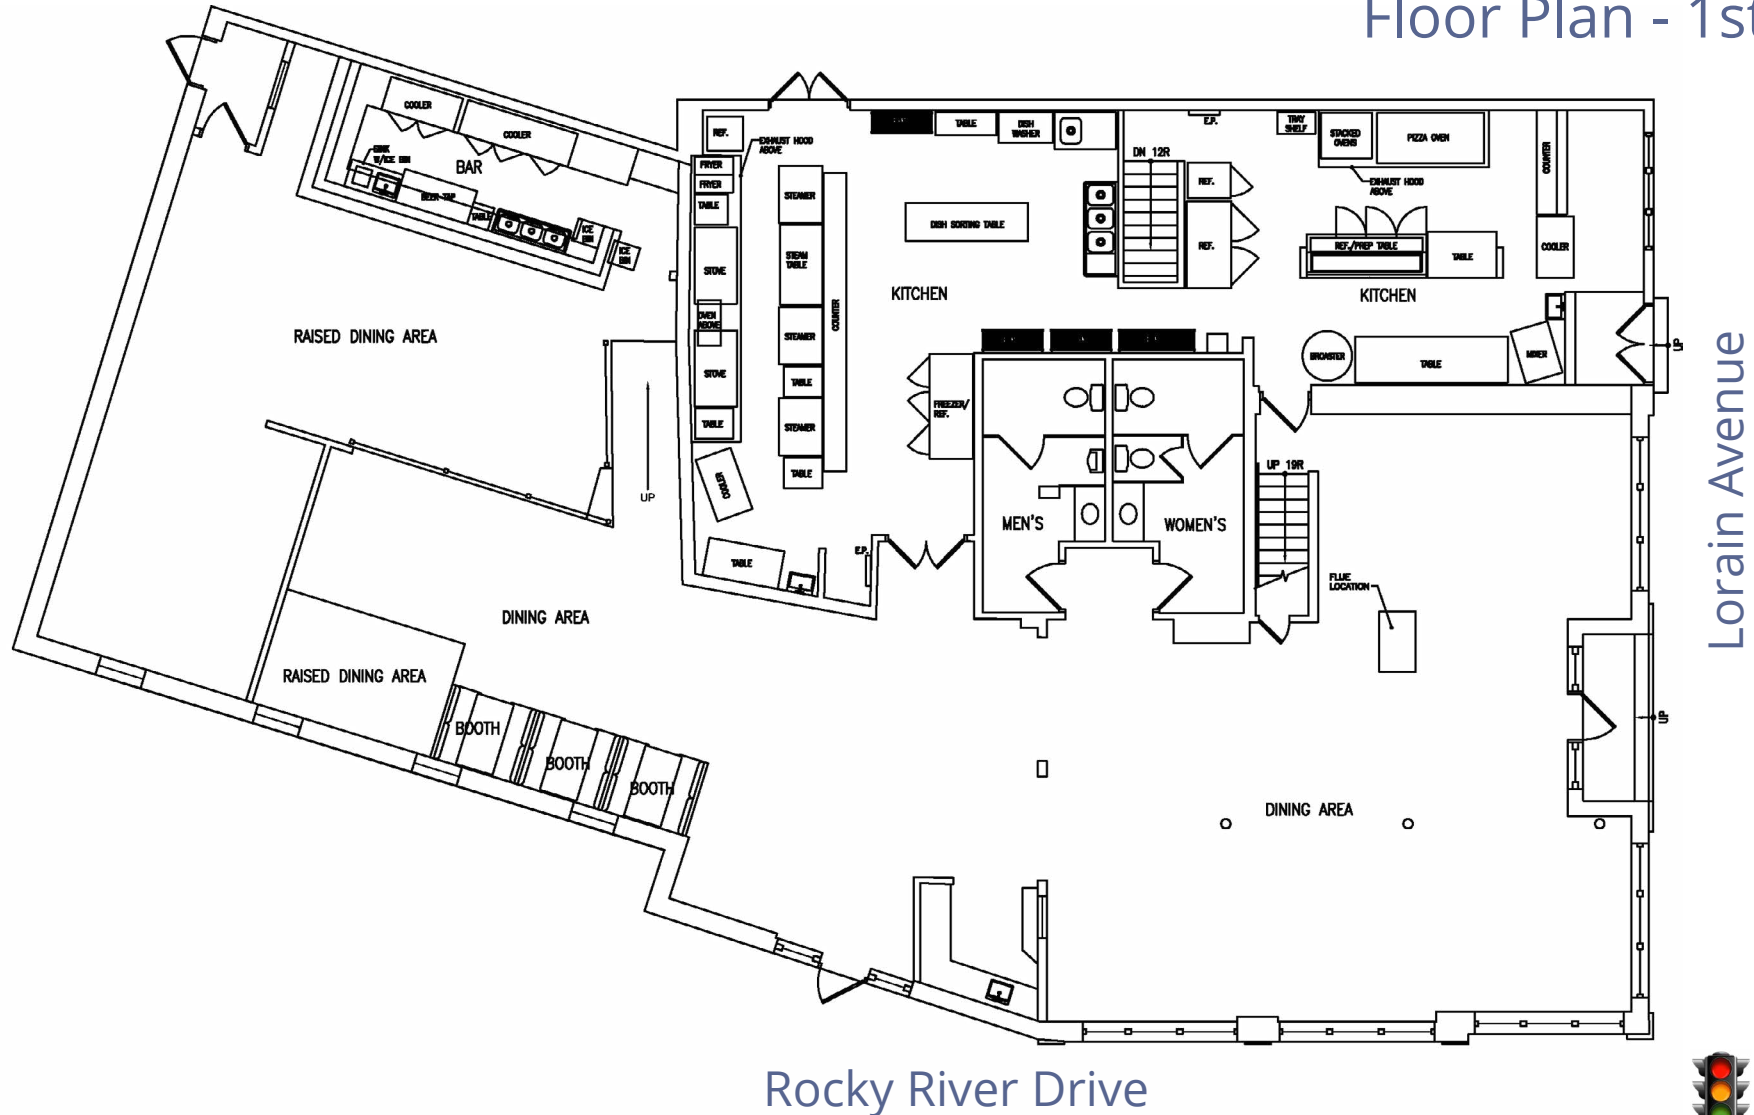 Floor Plan - 1st
COOLER
COOLER
SINK
W/ICE BIN
BAR
BEER TAP
TABLE
ICE
BIN
ICE
BIN
RAISED DINING AREA
UP
REF.
EXHAUST HOOD
ABOVE
FRYER
FRYER
TABLE
STOVE
OVEN
ABOVE
STOVE
TABLE
COOLER
TABLE
STEAMER
STEAM
TABLE
STEAMER
TABLE
STEAMER
TABLE
COUNTER
TABLE
DISH
WASHER
DISH SORTING TABLE
KITCHEN
FREEZER/
REF.
E.P.
DN 12R
E.P.
REF.
REF.
TRAY
SHELF
STACKED
OVENS
PIZZA OVEN
EXHAUST HOOD
ABOVE
COUNTER
COOLER
REF./PREP TABLE
TABLE
KITCHEN
BROASTER
TABLE
MIXER
UP
MEN'S
WOMEN'S
UP 19R
FLUE
LOCATION
UP
DINING AREA
RAISED DINING AREA
BOOTH
BOOTH
BOOTH
DINING AREA
Lorain Avenue
Rocky River Drive